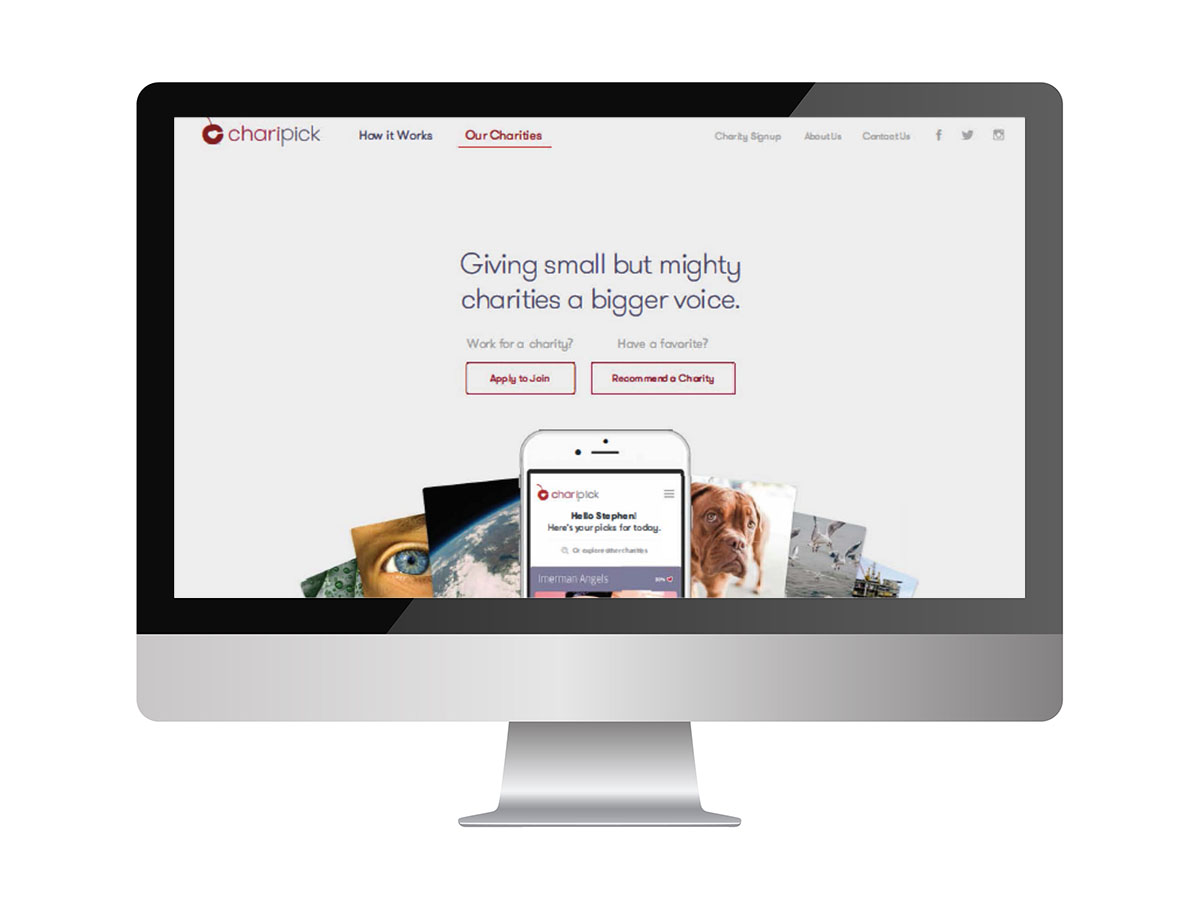 charipick
How it Works
Our Charities
Charity Signup
About Us
Contact Us
Giving small but mighty
charities a bigger voice.
Work for a charity?
Have a favorite?
Apply to Join
Recommend a Charity
charipick
Hello Stephen!
Here's your picks for today.
Or explore other charities
Imerman Angels